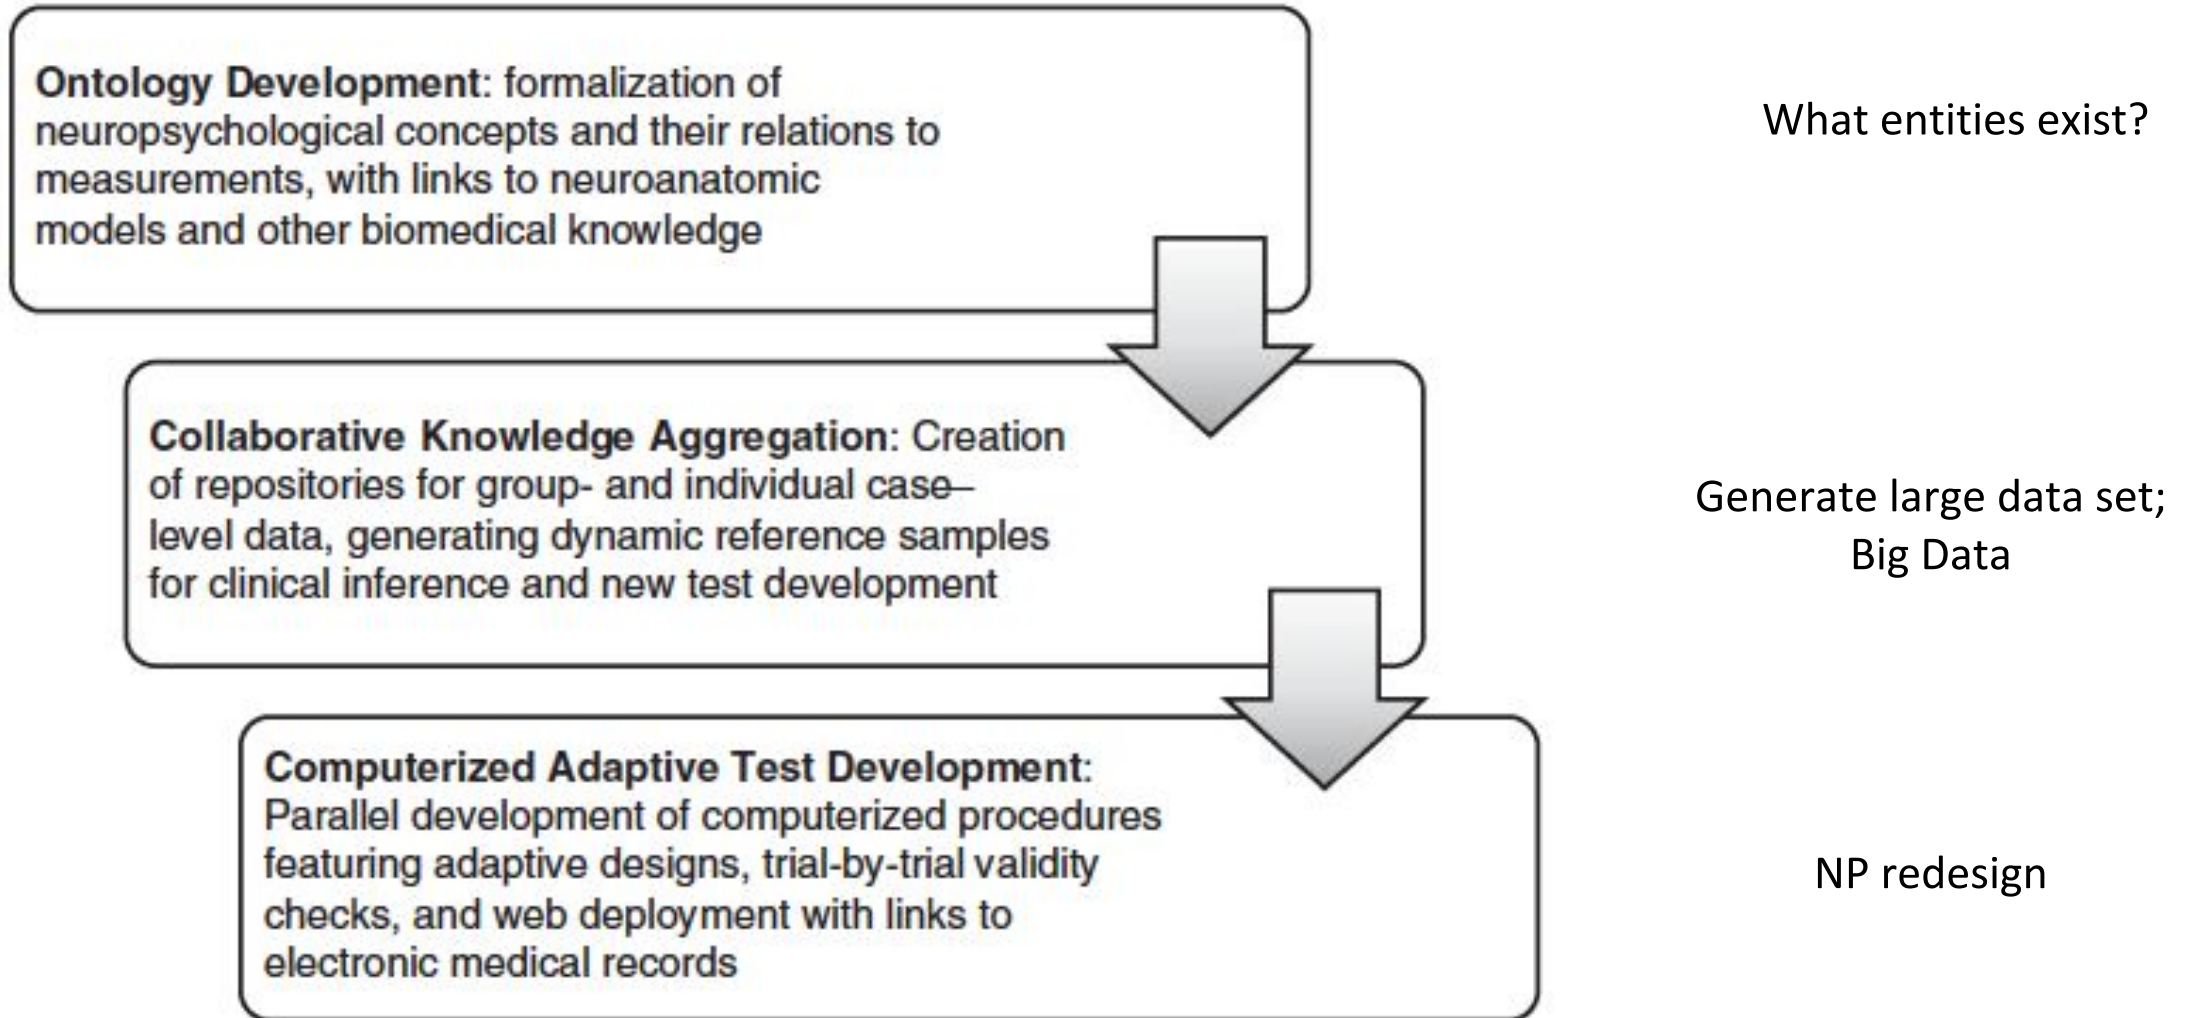 Ontology Development: formalization of
neuropsychological concepts and their relations to
measurements, with links to neuroanatomic
models and other biomedical knowledge
What entities exist?
Collaborative Knowledge Aggregation: Creation
of repositories for group- and individual case–
level data, generating dynamic reference samples
for clinical inference and new test development
Generate large data set;
Big Data
Computerized Adaptive Test Development:
Parallel development of computerized procedures
featuring adaptive designs, trial-by-trial validity
checks, and web deployment with links to
electronic medical records
NP redesign